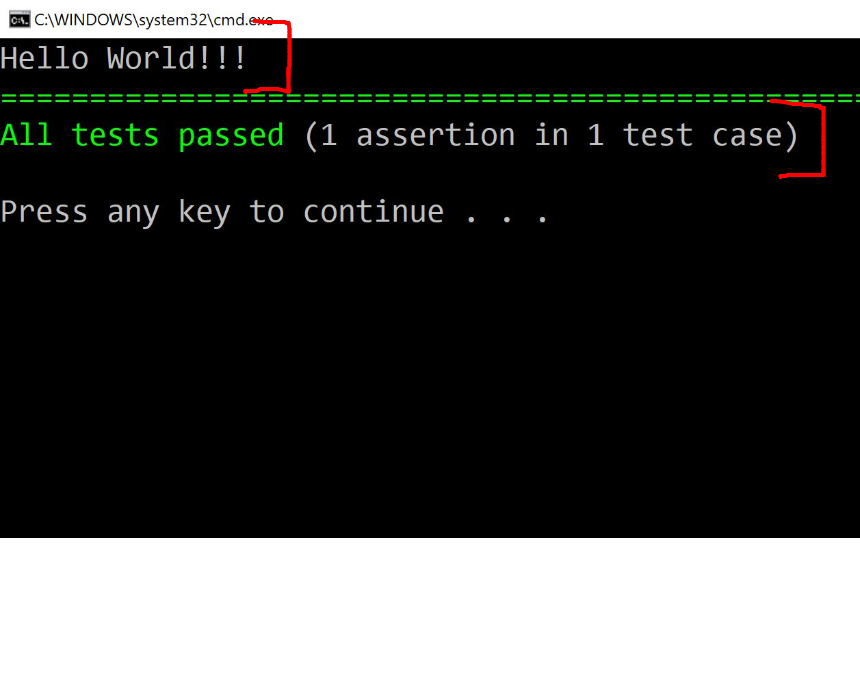 C:\WINDOWS\system32\cmd.exe
Hello World!!!
===============================================
All tests passed (1 assertion in 1 test case)
Press any key to continue . . .